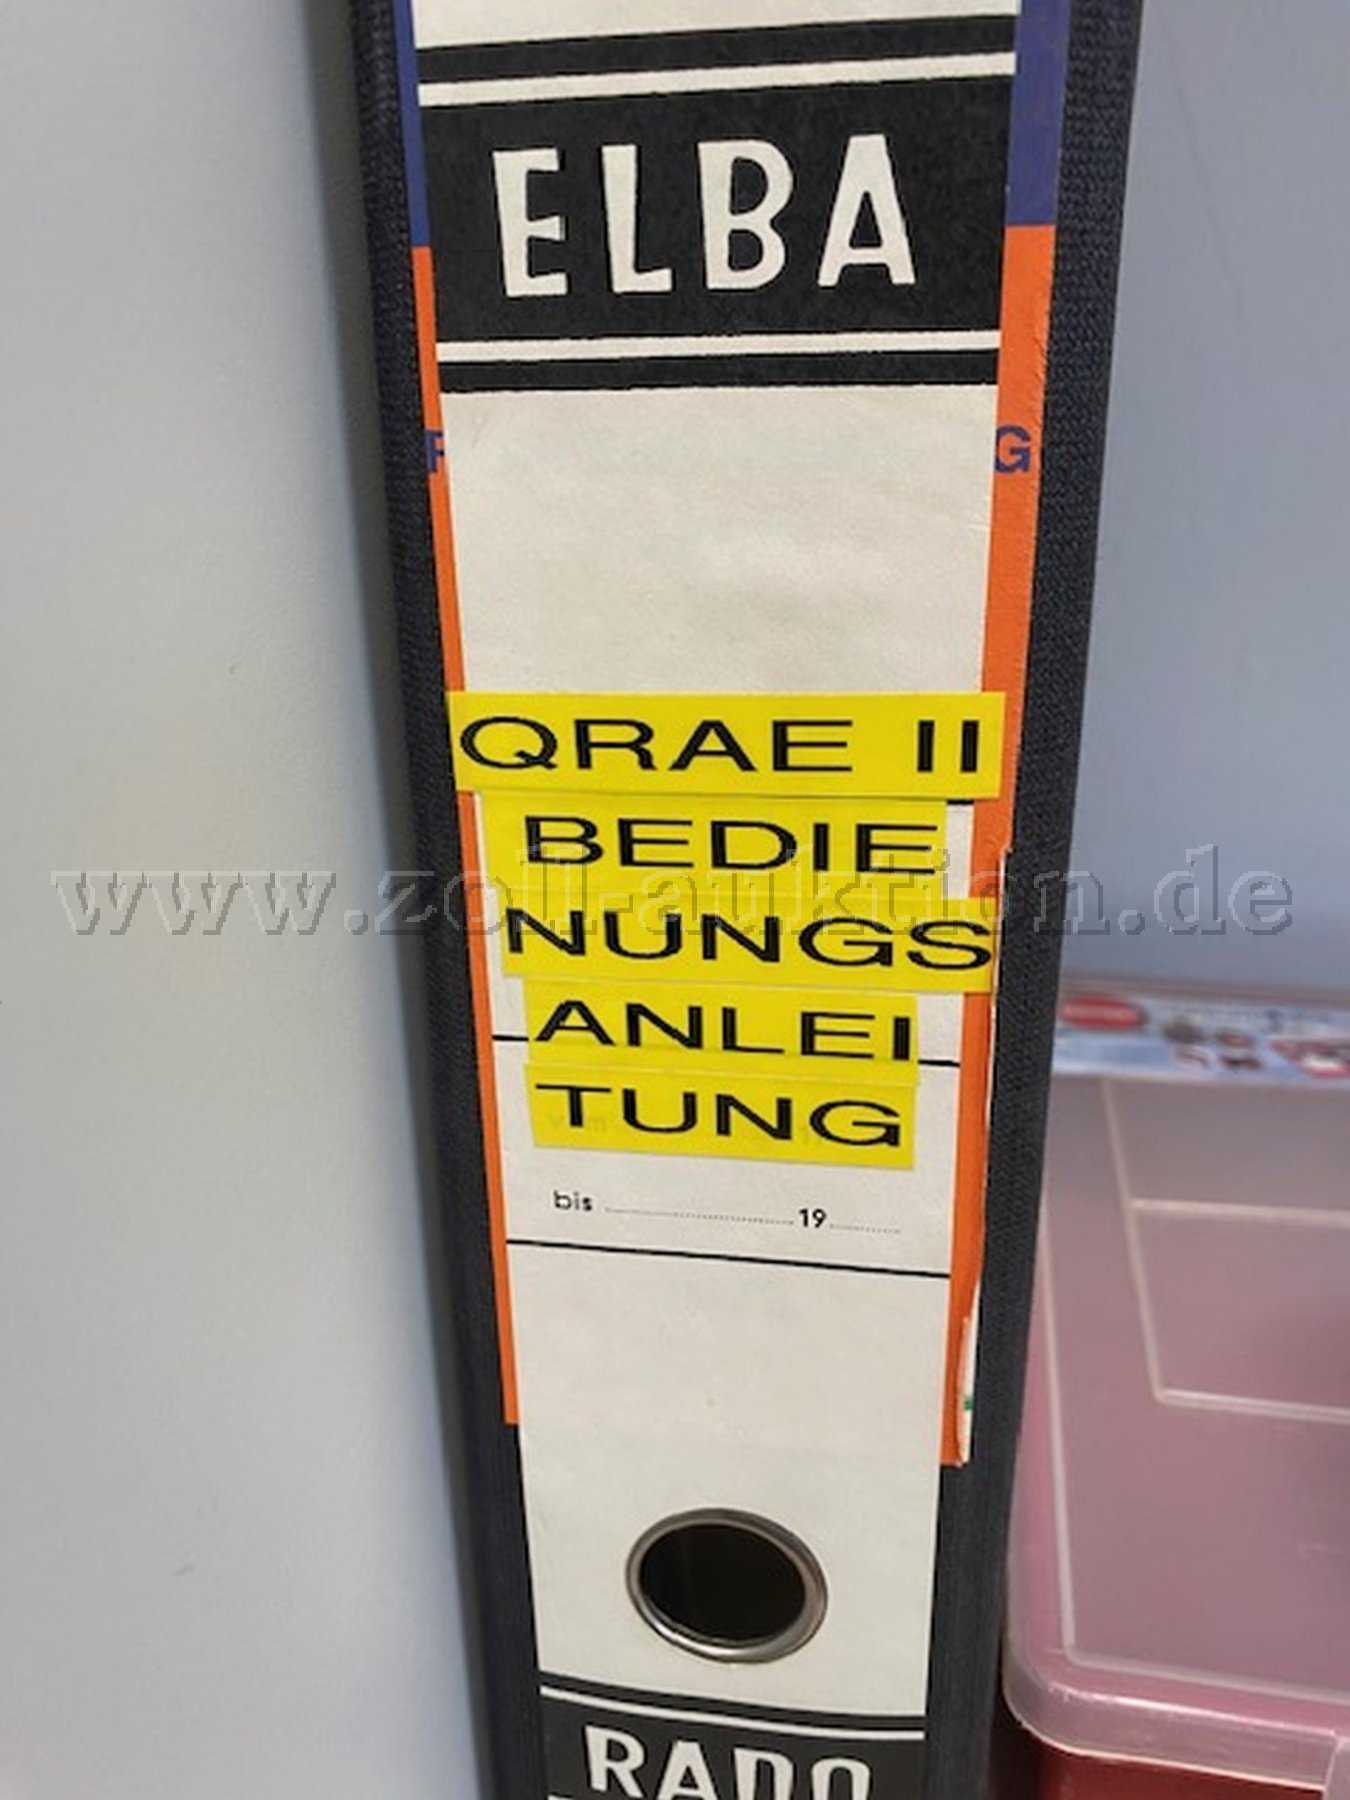 ELBA
G
QRAE II
BEDIE
www.zoll-auktion.de
NUNGS
ANLEI
TUNG
bis 19
RADO